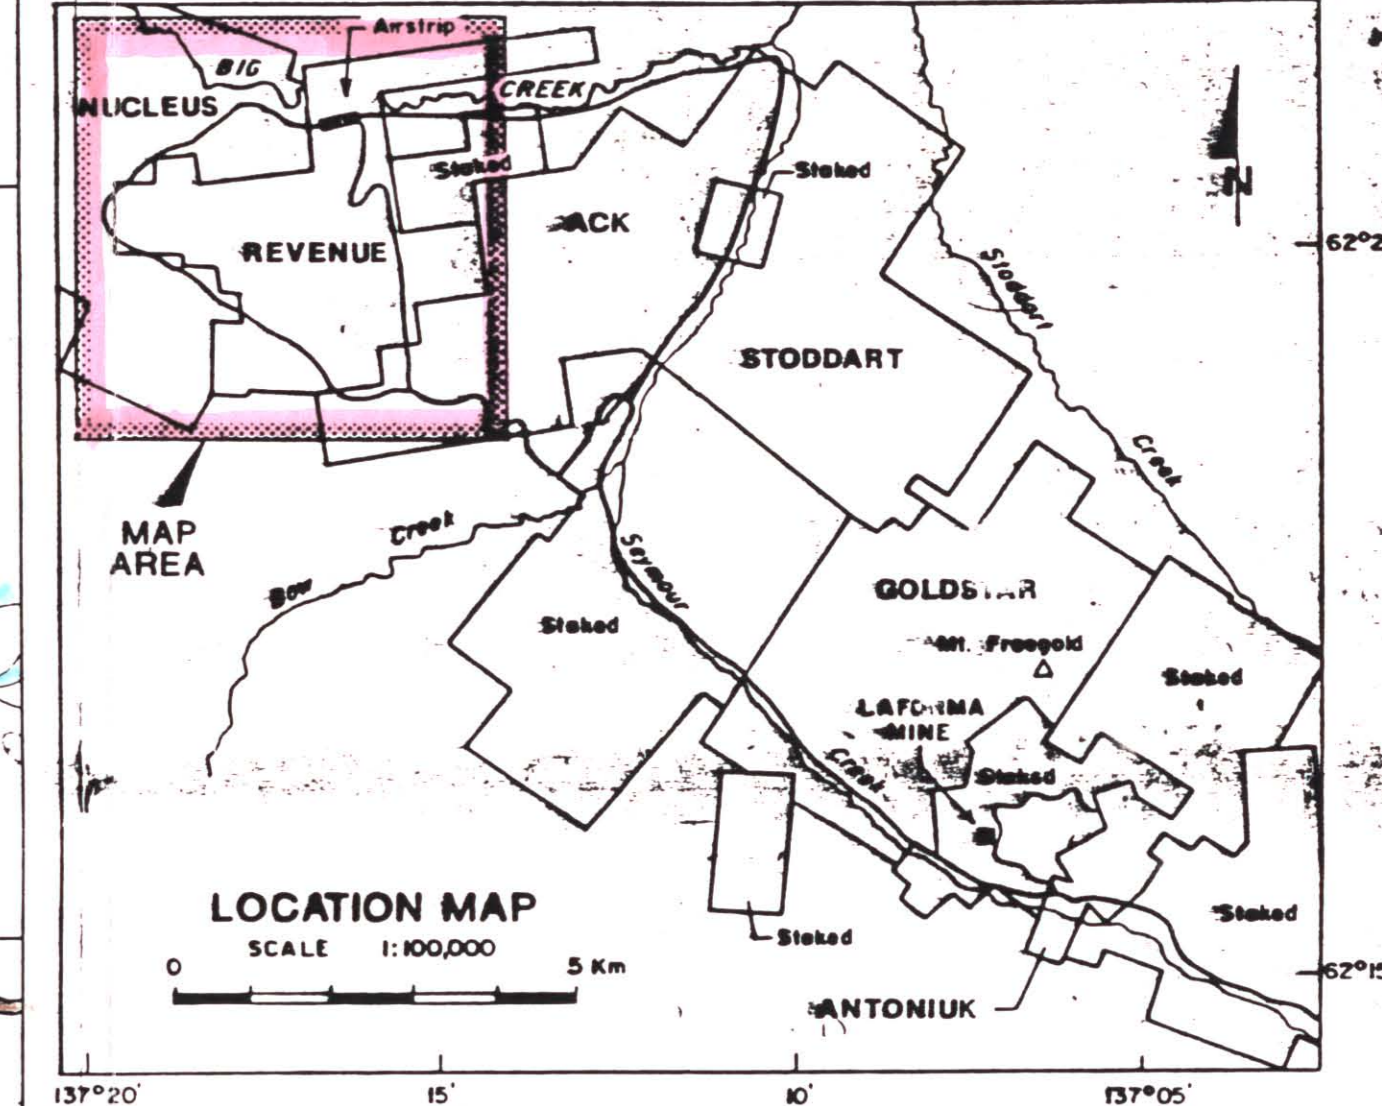 Airstrip
BIG
CREEK
NUCLEUS
Staked
Staked
ACK
N
REVENUE
62°2
Stoddart
STODDART
Creek
MAP
AREA
Creek
Bow
Seymour
GOLDSTAR
Staked
Mt. Freegold
Staked
LAFORMA
MINE
Creek
Staked
LOCATION MAP
SCALE 1:100,000
0 5 Km
Staked
Staked
62°15
ANTONIUK
137°20' 15' 10' 137°05'